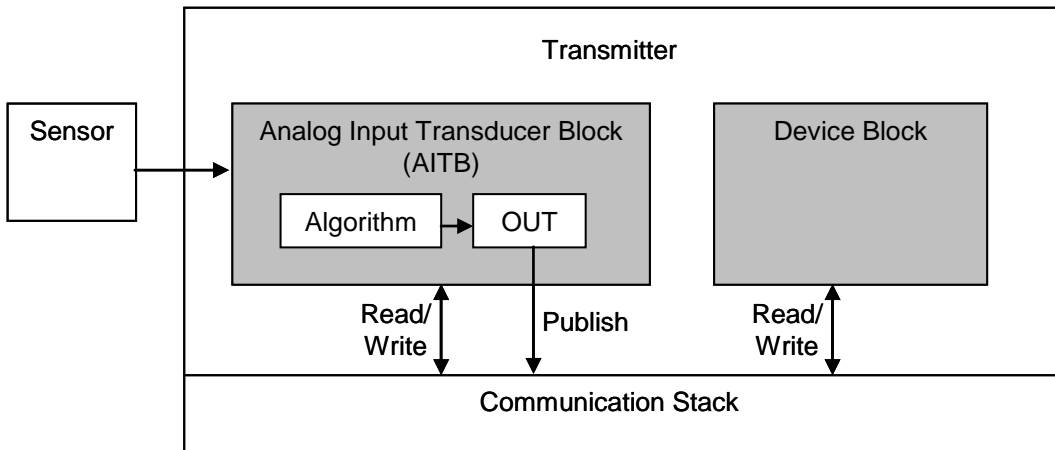 Transmitter
Sensor
Analog Input Transducer Block
(AITB)
Device Block
Algorithm
OUT
Read/
Write
Publish
Read/
Write
Communication Stack